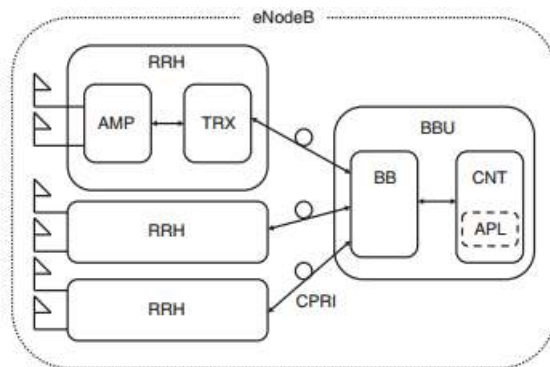 eNodeB
RRH
AMP
TRX
BBU
BB
CNT
APL
RRH
RRH
CPRI